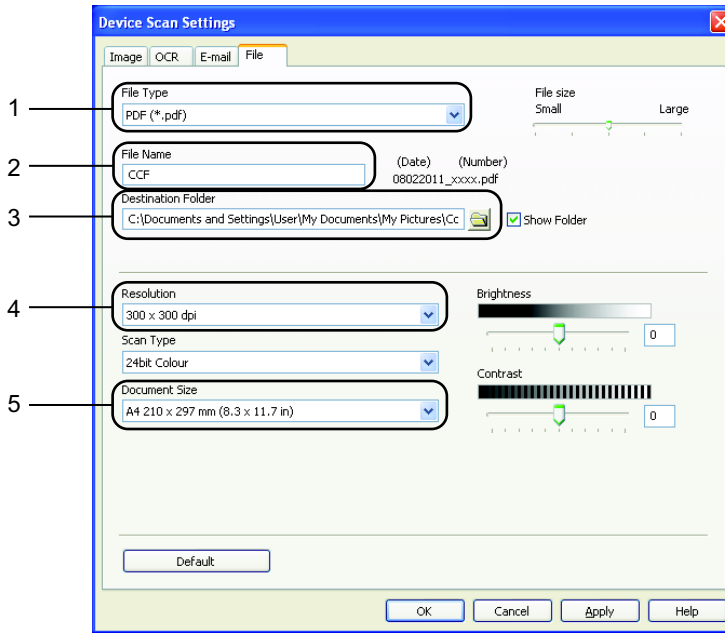 Device Scan Settings
Image OCR E-mail File
1
File Type
PDF (*.pdf)
File size
Small Large
2
File Name
CCF
(Date) (Number)
08022011_xxxx.pdf
3
Destination Folder
C:\Documents and Settings\User\My Documents\My Pictures\Cc
Show Folder
4
Resolution
300 x 300 dpi
Brightness
0
Scan Type
24bit Colour
Contrast
0
5
Document Size
A4 210 x 297 mm (8.3 x 11.7 in)
Default
OK Cancel Apply Help